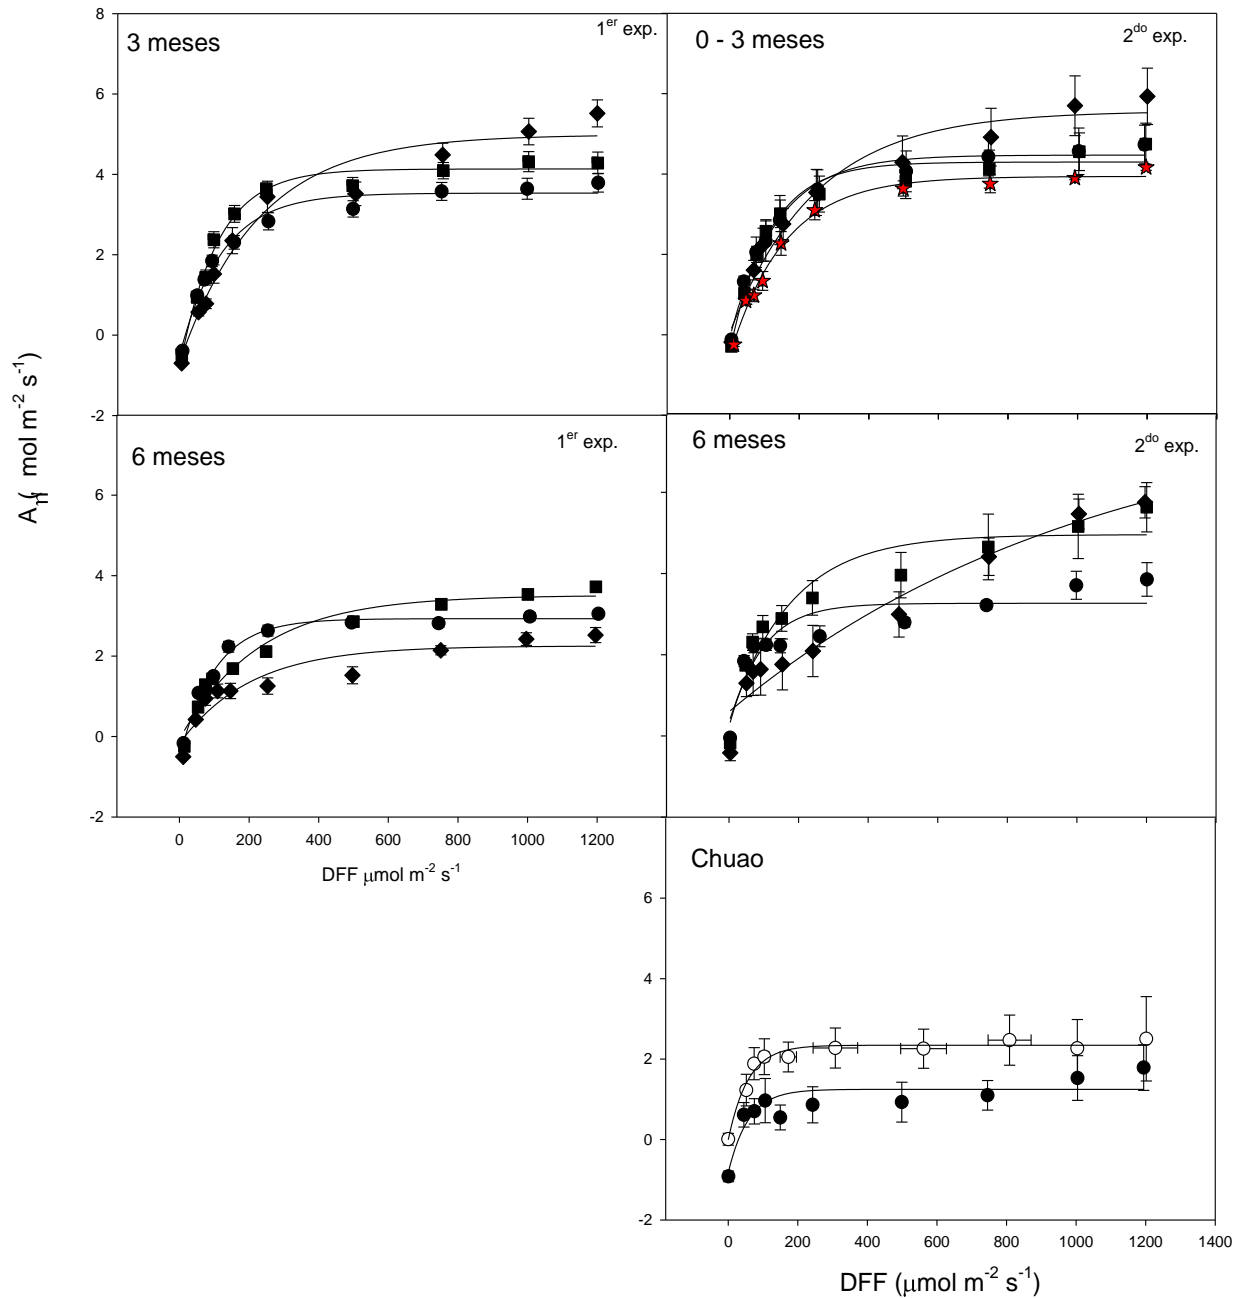 3 meses
1er exp.
0 - 3 meses
2do exp.
8
6
4
2
0
-2
6 meses
1er exp.
6 meses
2do exp.
6
4
2
0
-2
0 200 400 600 800 1000 1200
DFF μmol m-2 s-1
mol m-2 s-1)
Chuao
6
4
2
0
-2
0 200 400 600 800 1000 1200 1400
DFF (μmol m-2 s-1)